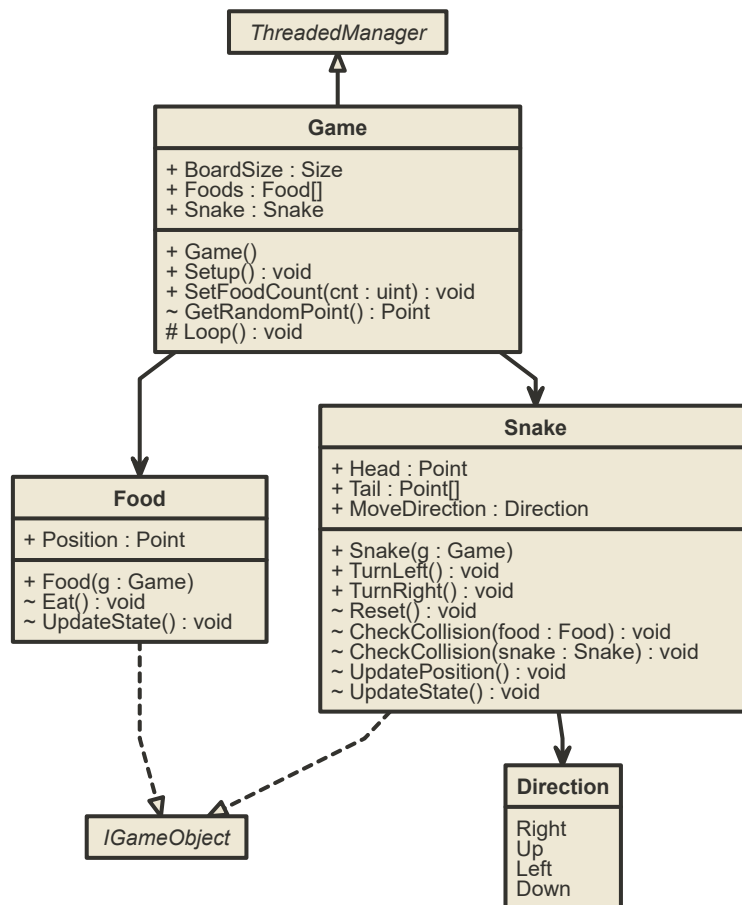 ThreadedManager
Game
+ BoardSize : Size
+ Foods : Food[]
+ Snake : Snake
+ Game()
+ Setup() : void
+ SetFoodCount(cnt : uint) : void
~ GetRandomPoint() : Point
# Loop() : void
Food
+ Position : Point
+ Food(g : Game)
~ Eat() : void
~ UpdateState() : void
Snake
+ Head : Point
+ Tail : Point[]
+ MoveDirection : Direction
+ Snake(g : Game)
+ TurnLeft() : void
+ TurnRight() : void
~ Reset() : void
~ CheckCollision(food : Food) : void
~ CheckCollision(snake : Snake) : void
~ UpdatePosition() : void
~ UpdateState() : void
IGameObject
Direction
Right
Up
Left
Down